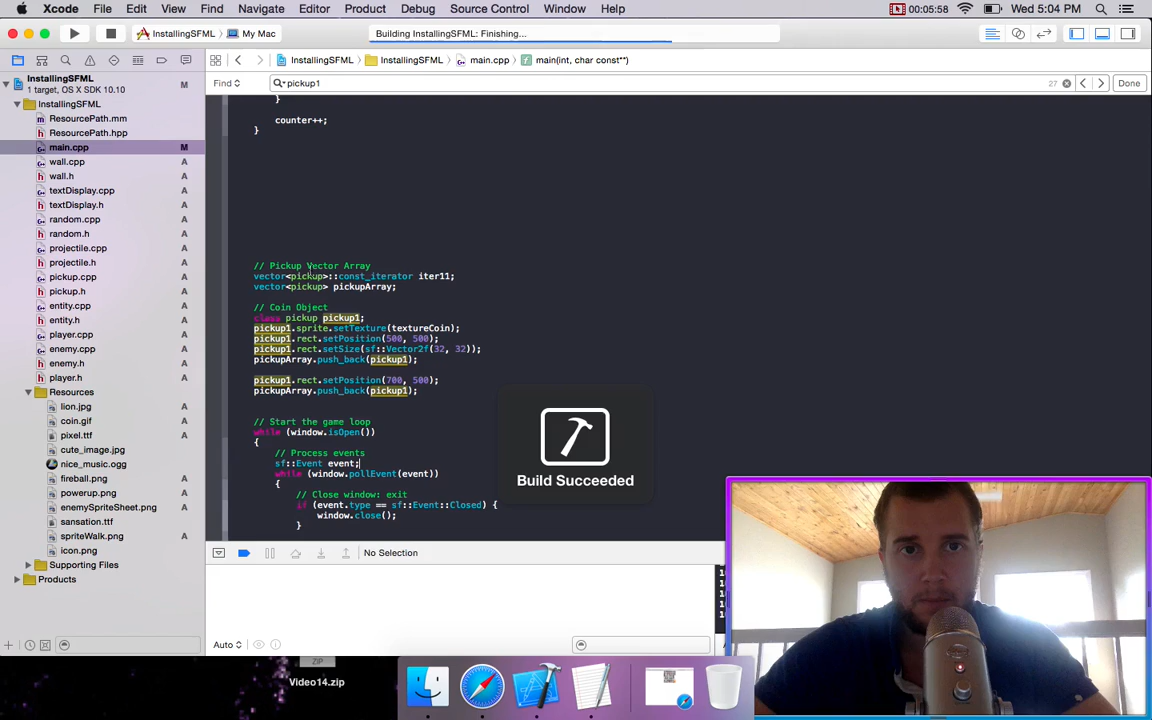 Xcode File Edit View Find Navigate Editor Product Debug Source Control Window Help 00:05:58 Wed 5:04 PM
InstallingSFML My Mac Building InstallingSFML: Finishing...
InstallingSFML InstallingSFML main.cpp main(int, char const**)
Find pickup1 27 Done
InstallingSFML M
1 target, OS X SDK 10.10
InstallingSFML
ResourcePath.mm
ResourcePath.hpp
main.cpp M
wall.cpp A
wall.h A
textDisplay.cpp A
textDisplay.h A
random.cpp A
random.h A
projectile.cpp A
projectile.h A
pickup.cpp A
pickup.h A
entity.cpp A
entity.h A
player.cpp A
enemy.cpp A
enemy.h A
player.h A
Resources
lion.jpg A
coin.gif A
pixel.ttf A
cute_image.jpg
nice_music.ogg
fireball.png A
powerup.png A
enemySpriteSheet.png A
sansation.ttf
spriteWalk.png A
icon.png
Supporting Files
Products
}
counter++;
}
// Pickup Vector Array
vector<pickup>::const_iterator iter11;
vector<pickup> pickupArray;
// Coin Object
class pickup pickup1;
pickup1.sprite.setTexture(textureCoin);
pickup1.rect.setPosition(500, 500);
pickup1.rect.setSize(sf::Vector2f(32, 32));
pickupArray.push_back(pickup1);
pickup1.rect.setPosition(700, 500);
pickupArray.push_back(pickup1);
// Start the game loop
while (window.isOpen())
{
// Process events
sf::Event event;
while (window.pollEvent(event))
{
// Close window: exit
if (event.type == sf::Event::Closed) {
window.close();
}
Build Succeeded
No Selection
Auto
ZIP
Video14.zip